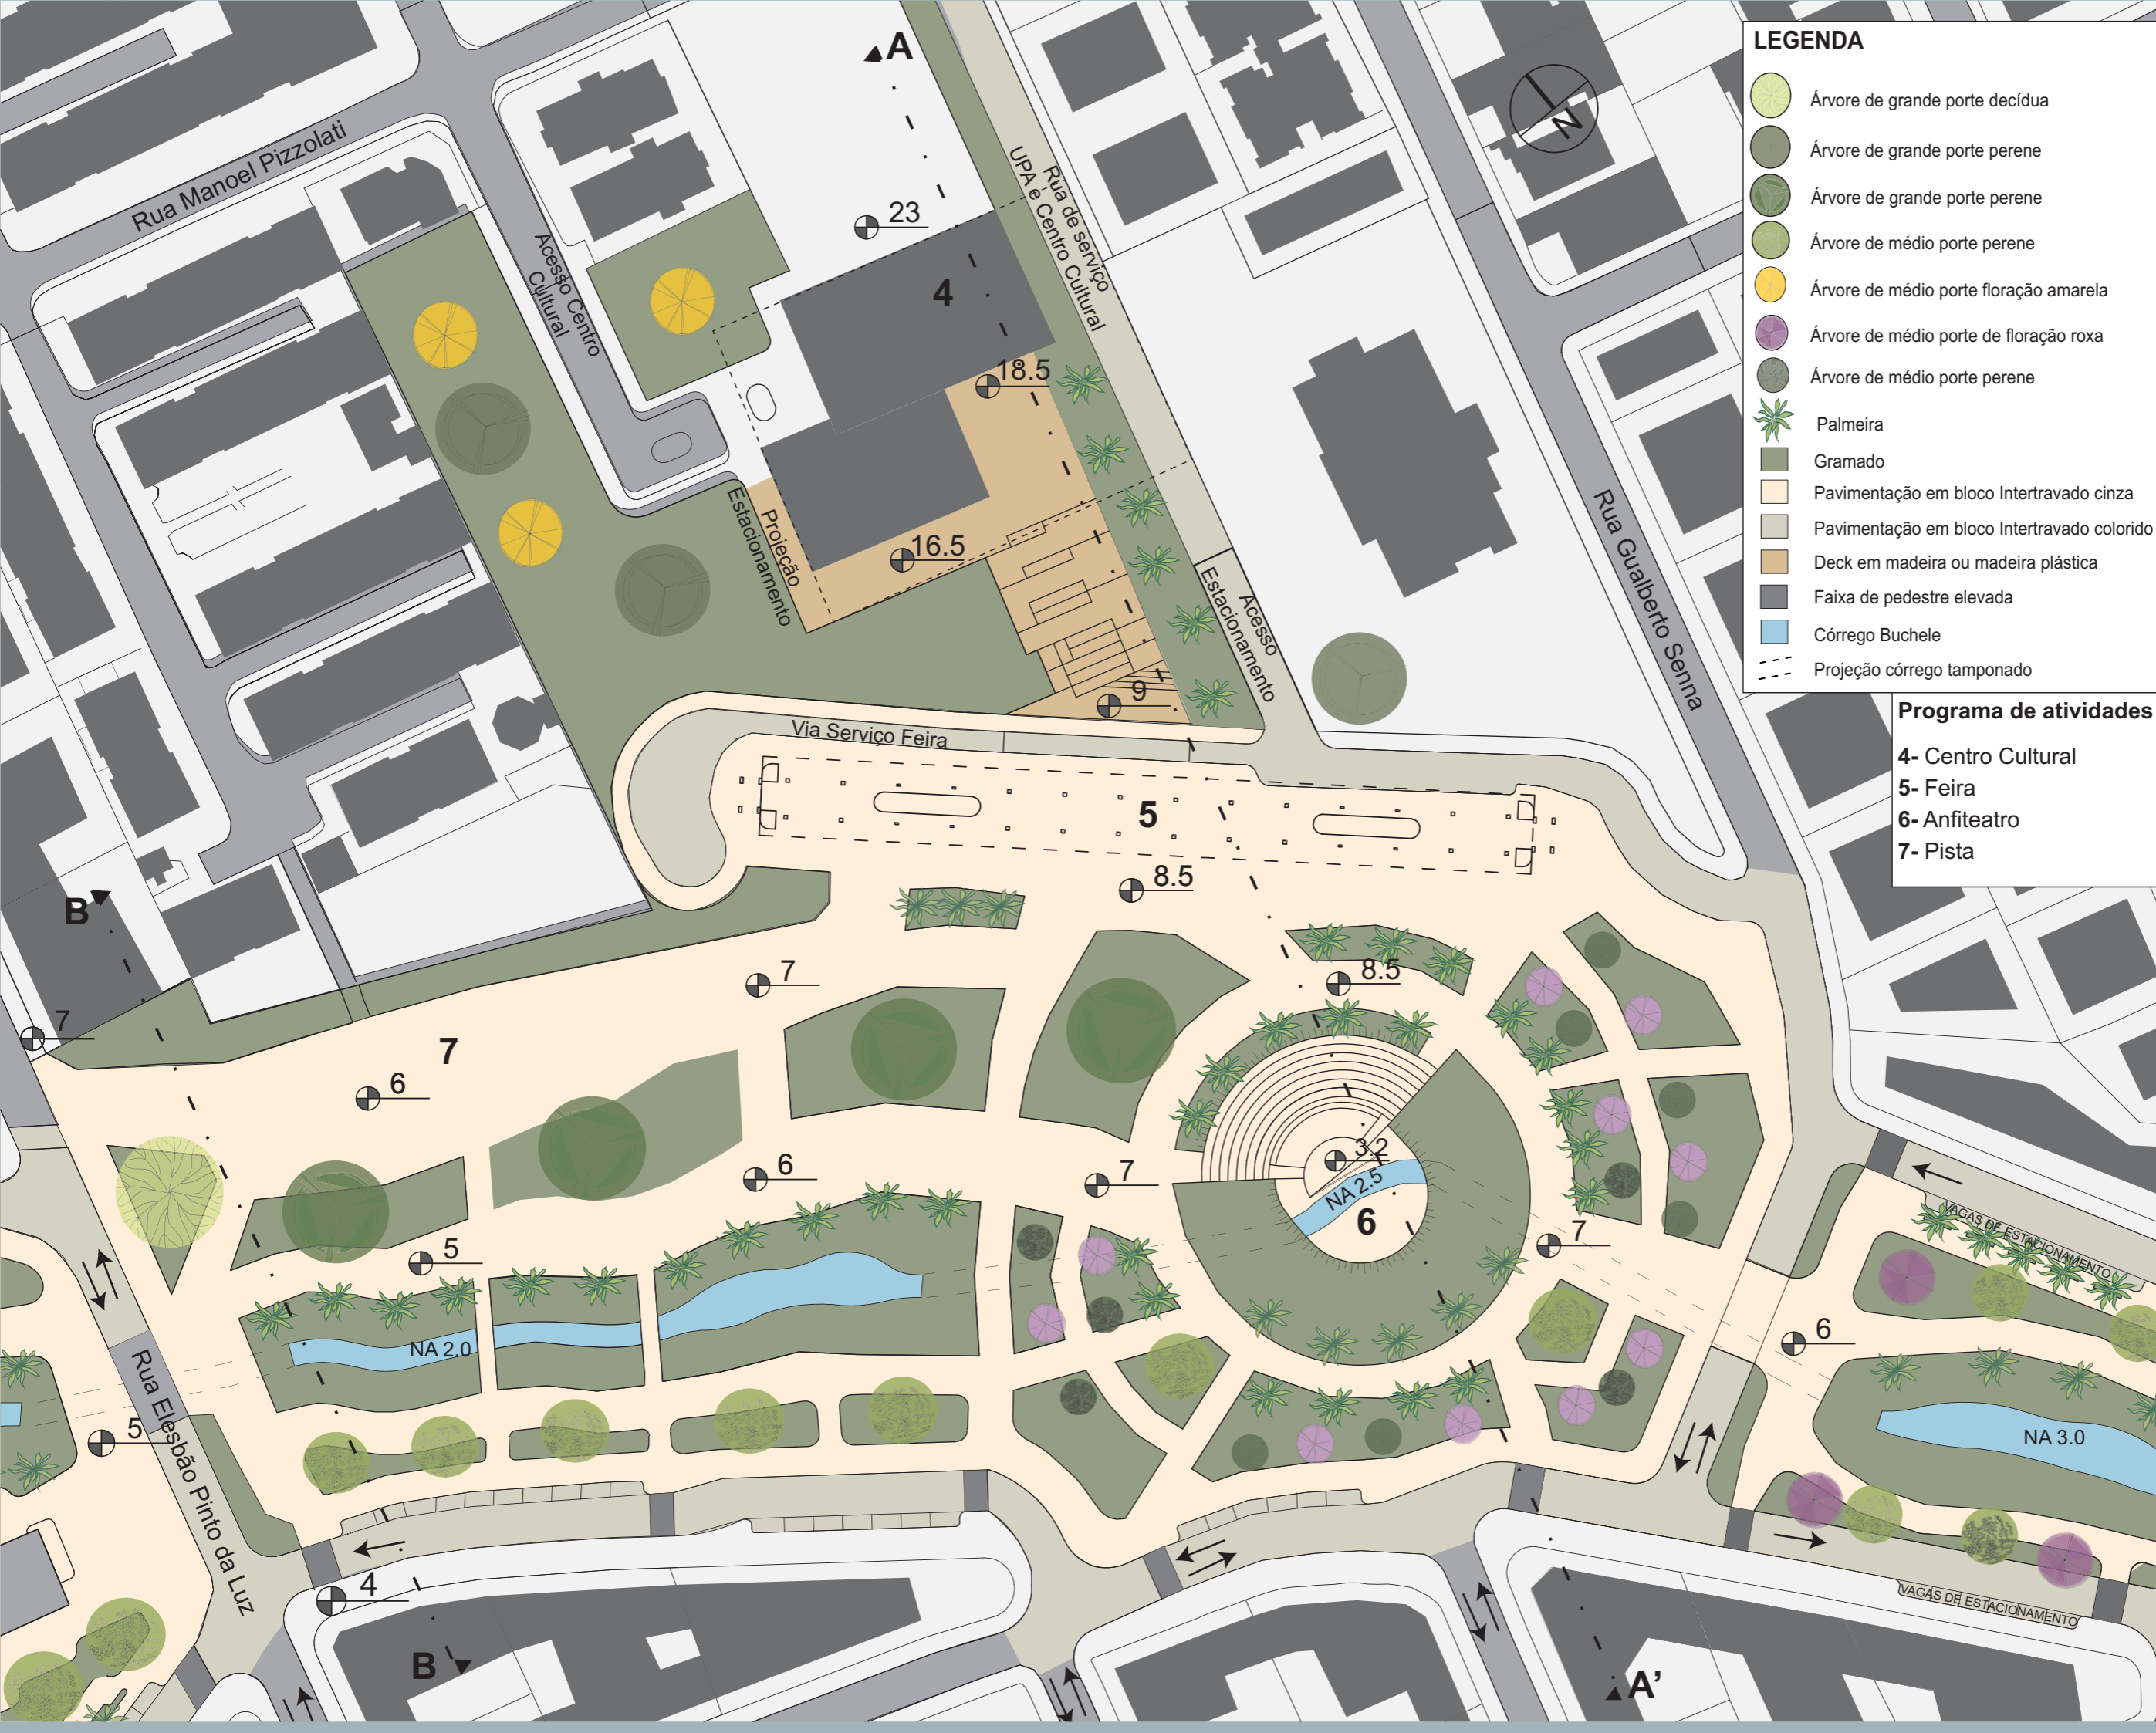 A
LEGENDA
Árvore de grande porte decídua
Árvore de grande porte perene
Árvore de grande porte perene
Árvore de médio porte perene
Árvore de médio porte floração amarela
Árvore de médio porte de floração roxa
Árvore de médio porte perene
Palmeira
Gramado
Pavimentação em bloco Intertravado cinza
Pavimentação em bloco Intertravado colorido
Deck em madeira ou madeira plástica
Faixa de pedestre elevada
Córrego Buchele
Projeção córrego tamponado
Programa de atividades
4- Centro Cultural
5- Feira
6- Anfiteatro
7- Pista
N
Rua Manoel Pizzolati
Acesso Centro
Cultural
23
4
Rua de serviço
UPA e Centro Cultural
18.5
16.5
Projeção
Estacionamento
Acesso
Estacionamento
Rua Gualberto Senna
9
Via Serviço Feira
5
8.5
B
7
7
8.5
7
6
3.2
NA 2.5
6
6
7
7
5
NA 2.0
6
VAGAS DE ESTACIONAMENTO
NA 3.0
5
Rua Elesbão Pinto da Luz
4
VAGAS DE ESTACIONAMENTO
B
A'